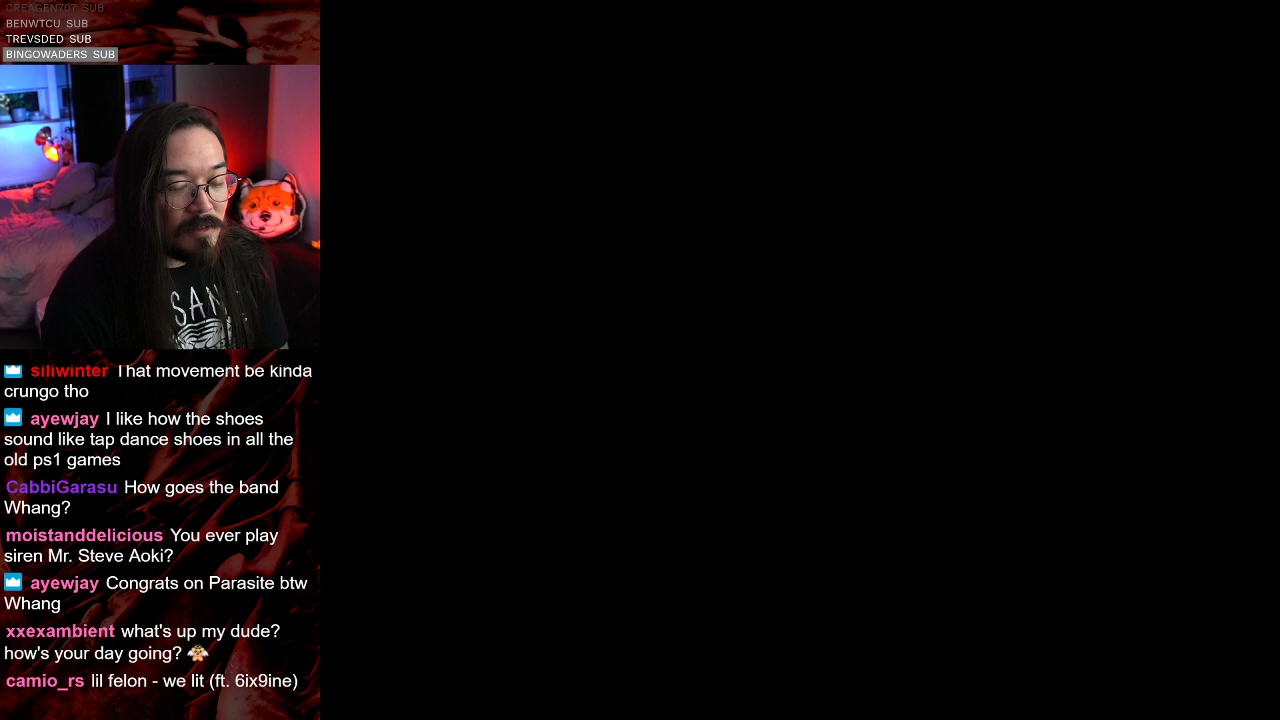 CREAGEN707 SUB
BENWTCU SUB
TREVSDED SUB
BINGOWADERS SUB
SAN
siliwinter That movement be kinda
crungo tho
ayewjay I like how the shoes
sound like tap dance shoes in all the
old ps1 games
CabbiGarasu How goes the band
Whang?
moistanddelicious You ever play
siren Mr. Steve Aoki?
ayewjay Congrats on Parasite btw
Whang
xxexambient what's up my dude?
how's your day going?
camio_rs lil felon - we lit (ft. 6ix9ine)